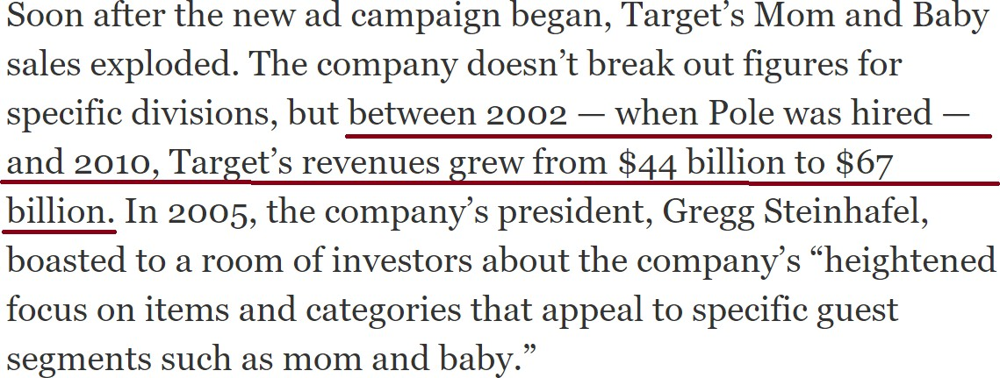 Soon after the new ad campaign began, Target’s Mom and Baby
sales exploded. The company doesn’t break out figures for
specific divisions, but between 2002 — when Pole was hired —
and 2010, Target’s revenues grew from $44 billion to $67
billion. In 2005, the company’s president, Gregg Steinhafel,
boasted to a room of investors about the company’s “heightened
focus on items and categories that appeal to specific guest
segments such as mom and baby.”